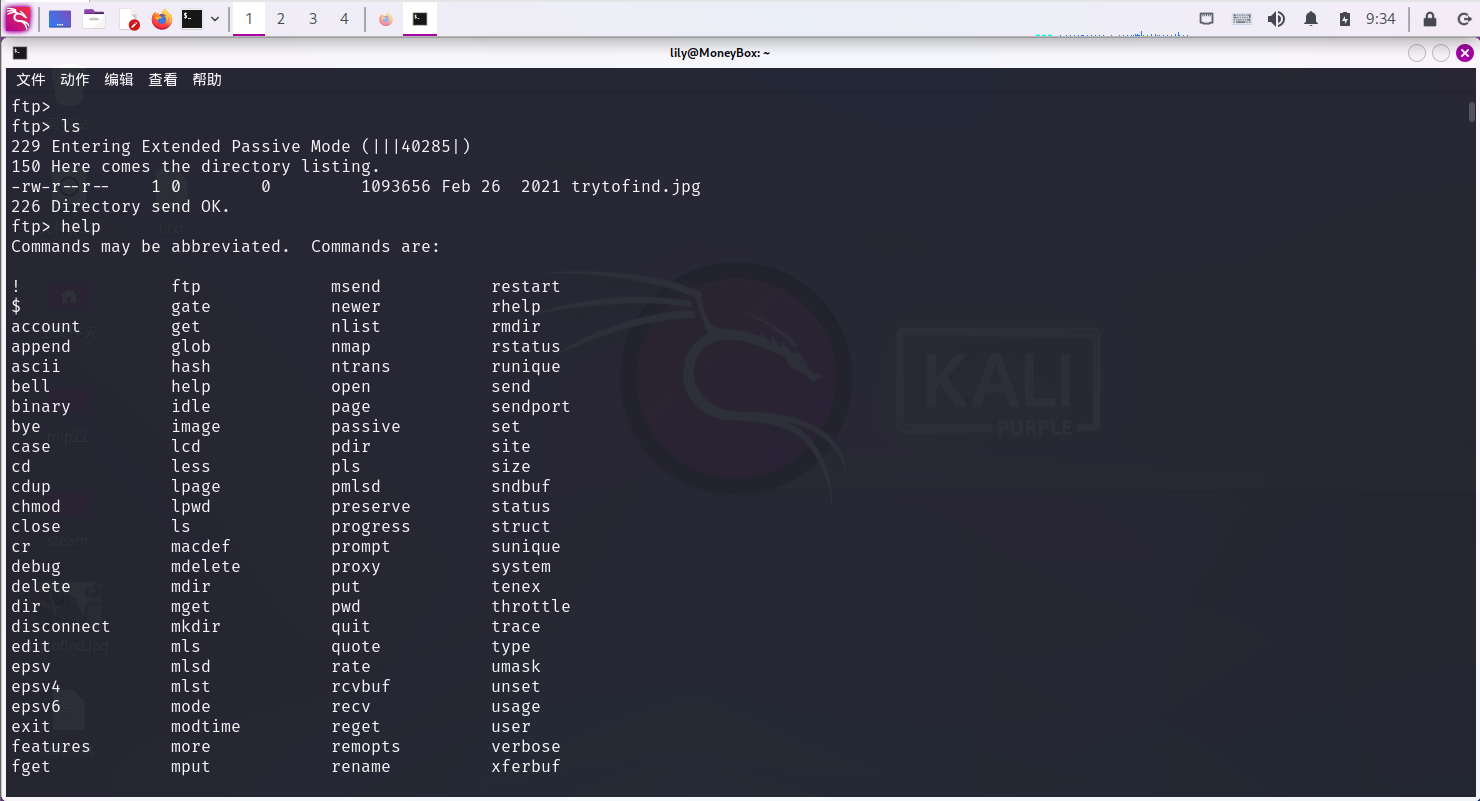 1 2 3 4 9:34
lily@MoneyBox: ~
文件 动作 编辑 查看 帮助
ftp>
ftp> ls
229 Entering Extended Passive Mode (|||40285|)
150 Here comes the directory listing.
-rw-r--r-- 1 0 0 1093656 Feb 26 2021 trytofind.jpg
226 Directory send OK.
ftp> help
Commands may be abbreviated. Commands are:
! ftp msend restart
$ gate newer rhelp
account get nlist rmdir
append glob nmap rstatus
ascii hash ntrans runique
bell help open send
binary idle page sendport
bye image passive set
case lcd pdir site
cd less pls size
cdup lpage pmlsd sndbuf
chmod lpwd preserve status
close ls progress struct
cr macdef prompt sunique
debug mdelete proxy system
delete mdir put tenex
dir mget pwd throttle
disconnect mkdir quit trace
edit mls quote type
epsv mlsd rate umask
epsv4 mlst rcvbuf unset
epsv6 mode recv usage
exit modtime reget user
features more remopts verbose
fget mput rename xferbuf
KALI
PURPLE
steam